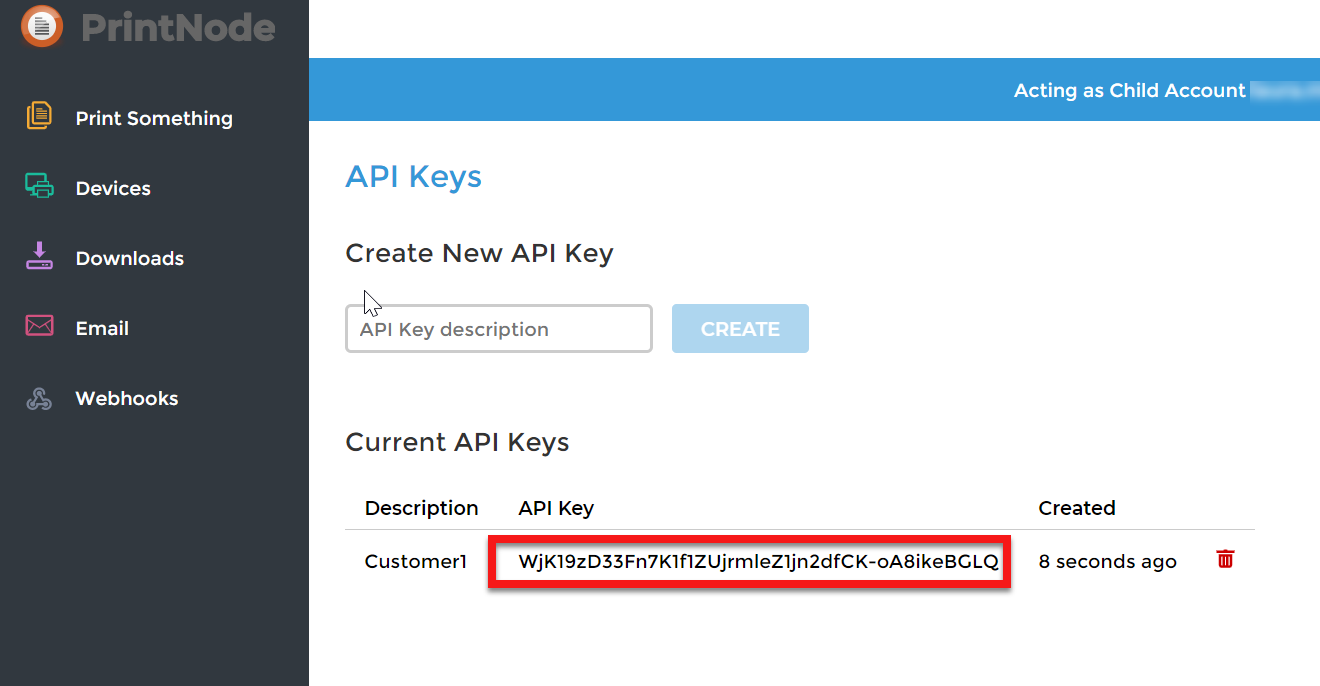 PrintNode
Print Something
Devices
Downloads
Email
Webhooks
Acting as Child Account
API Keys
Create New API Key
API Key description
CREATE
Current API Keys
Description API Key Created
Customer1 WjK19zD33Fn7K1f1ZUjrmleZ1jn2dfCK-oA8ikeBGLQ 8 seconds ago